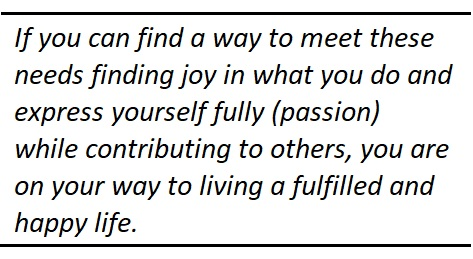 If you can find a way to meet these
needs finding joy in what you do and
express yourself fully (passion)
while contributing to others, you are
on your way to living a fulfilled and
happy life.